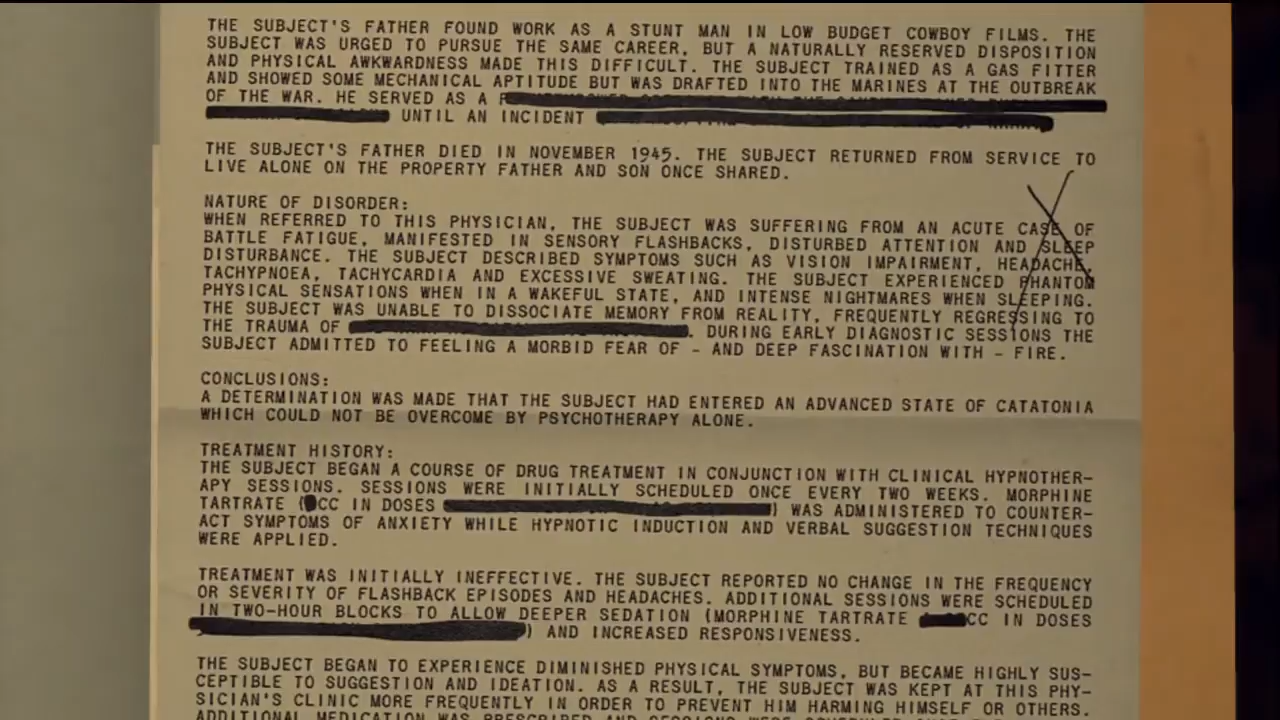 THE SUBJECT'S FATHER FOUND WORK AS A STUNT MAN IN LOW BUDGET COWBOY FILMS. THE
SUBJECT WAS URGED TO PURSUE THE SAME CAREER, BUT A NATURALLY RESERVED DISPOSITION
AND PHYSICAL AWKWARDNESS MADE THIS DIFFICULT. THE SUBJECT TRAINED AS A GAS FITTER
AND SHOWED SOME MECHANICAL APTITUDE BUT WAS DRAFTED INTO THE MARINES AT THE OUTBREAK
OF THE WAR. HE SERVED AS A
UNTIL AN INCIDENT
THE SUBJECT'S FATHER DIED IN NOVEMBER 1945. THE SUBJECT RETURNED FROM SERVICE TO
LIVE ALONE ON THE PROPERTY FATHER AND SON ONCE SHARED.
NATURE OF DISORDER:
WHEN REFERRED TO THIS PHYSICIAN, THE SUBJECT WAS SUFFERING FROM AN ACUTE CASE OF
BATTLE FATIGUE, MANIFESTED IN SENSORY FLASHBACKS, DISTURBED ATTENTION AND SLEEP
DISTURBANCE. THE SUBJECT DESCRIBED SYMPTOMS SUCH AS VISION IMPAIRMENT, HEADACHE,
TACHYPNOEA, TACHYCARDIA AND EXCESSIVE SWEATING. THE SUBJECT EXPERIENCED PHANTOM
PHYSICAL SENSATIONS WHEN IN A WAKEFUL STATE, AND INTENSE NIGHTMARES WHEN SLEEPING.
THE SUBJECT WAS UNABLE TO DISSOCIATE MEMORY FROM REALITY, FREQUENTLY REGRESSING TO
THE TRAUMA OF . DURING EARLY DIAGNOSTIC SESSIONS THE
SUBJECT ADMITTED TO FEELING A MORBID FEAR OF - AND DEEP FASCINATION WITH - FIRE.
CONCLUSIONS:
A DETERMINATION WAS MADE THAT THE SUBJECT HAD ENTERED AN ADVANCED STATE OF CATATONIA
WHICH COULD NOT BE OVERCOME BY PSYCHOTHERAPY ALONE.
TREATMENT HISTORY:
THE SUBJECT BEGAN A COURSE OF DRUG TREATMENT IN CONJUNCTION WITH CLINICAL HYPNOTHER-
APY SESSIONS. SESSIONS WERE INITIALLY SCHEDULED ONCE EVERY TWO WEEKS. MORPHINE
TARTRATE ( CC IN DOSES ) WAS ADMINISTERED TO COUNTER-
ACT SYMPTOMS OF ANXIETY WHILE HYPNOTIC INDUCTION AND VERBAL SUGGESTION TECHNIQUES
WERE APPLIED.
TREATMENT WAS INITIALLY INEFFECTIVE. THE SUBJECT REPORTED NO CHANGE IN THE FREQUENCY
OR SEVERITY OF FLASHBACK EPISODES AND HEADACHES. ADDITIONAL SESSIONS WERE SCHEDULED
IN TWO-HOUR BLOCKS TO ALLOW DEEPER SEDATION (MORPHINE TARTRATE CC IN DOSES
) AND INCREASED RESPONSIVENESS.
THE SUBJECT BEGAN TO EXPERIENCE DIMINISHED PHYSICAL SYMPTOMS, BUT BECAME HIGHLY SUS-
CEPTIBLE TO SUGGESTION AND IDEATION. AS A RESULT, THE SUBJECT WAS KEPT AT THIS PHY-
SICIAN'S CLINIC MORE FREQUENTLY IN ORDER TO PREVENT HIM HARMING HIMSELF OR OTHERS.
ADDITIONAL MEDICATION WAS PRESCRIBED AND SESSIONS WERE